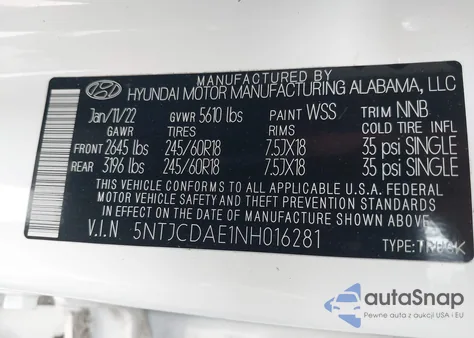 MANUFACTURED BY
HYUNDAI MOTOR MANUFACTURING ALABAMA, LLC
Jan/11/22 GVWR 5610 lbs PAINT WSS TRIM NNB
GAWR TIRES RIMS COLD TIRE INFL
FRONT 2645 lbs 245/60R18 7.5JX18 35 psi SINGLE
REAR 3196 lbs 245/60R18 7.5JX18 35 psi SINGLE
THIS VEHICLE CONFORMS TO ALL APPLICABLE U.S.A. FEDERAL
MOTOR VEHICLE SAFETY AND THEFT PREVENTION STANDARDS
IN EFFECT ON THE DATE OF MANUFACTURE SHOWN ABOVE.
V.I.N 5NTJCDAE1NH016281 TYPE:TRUCK
autoSnap
Pewne auta z aukcji USA i EU